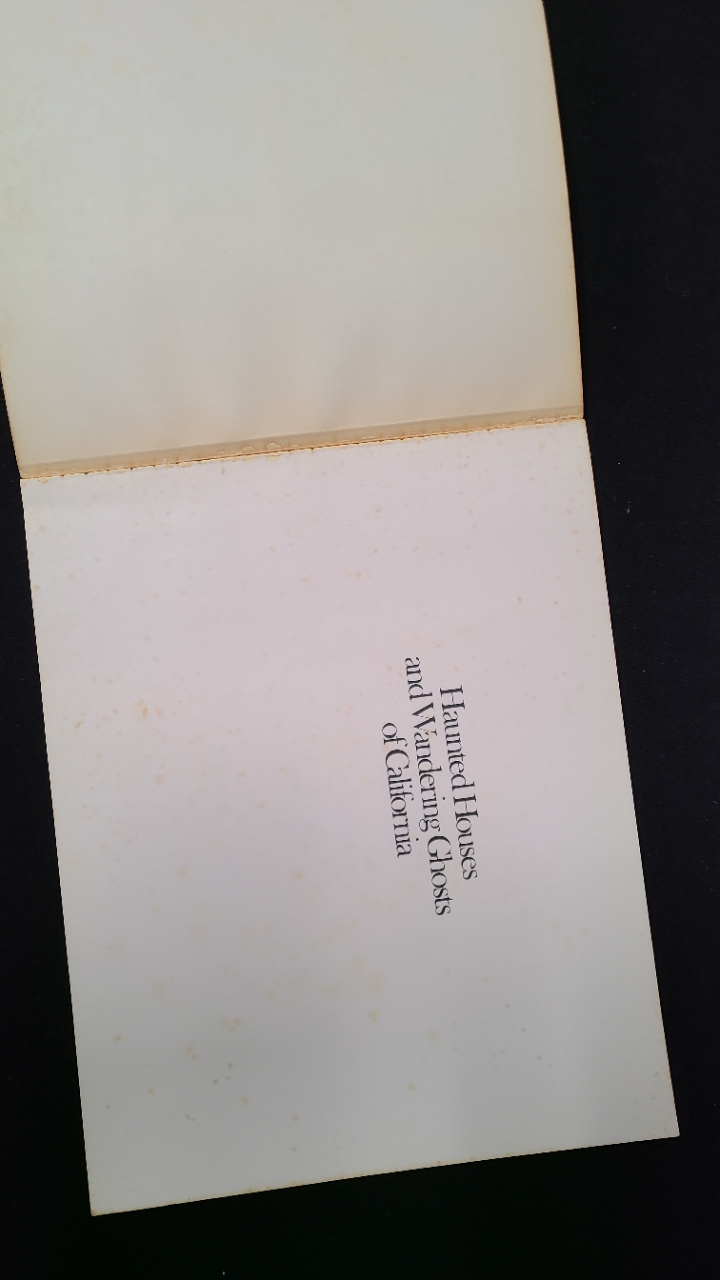 Haunted Houses
and Wandering Ghosts
of California